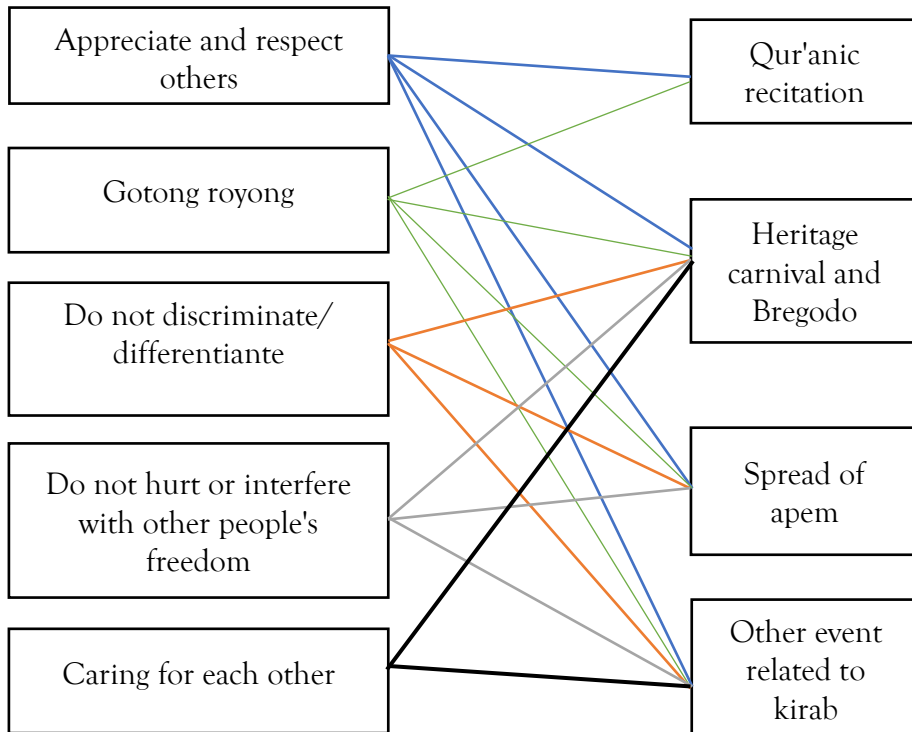 Appreciate and respect
others
Gotong royong
Do not discriminate/
differentiante
Do not hurt or interfere
with other people's
freedom
Caring for each other
Qur'anic
recitation
Heritage
carnival and
Bregodo
Spread of
apem
Other event
related to
kirab